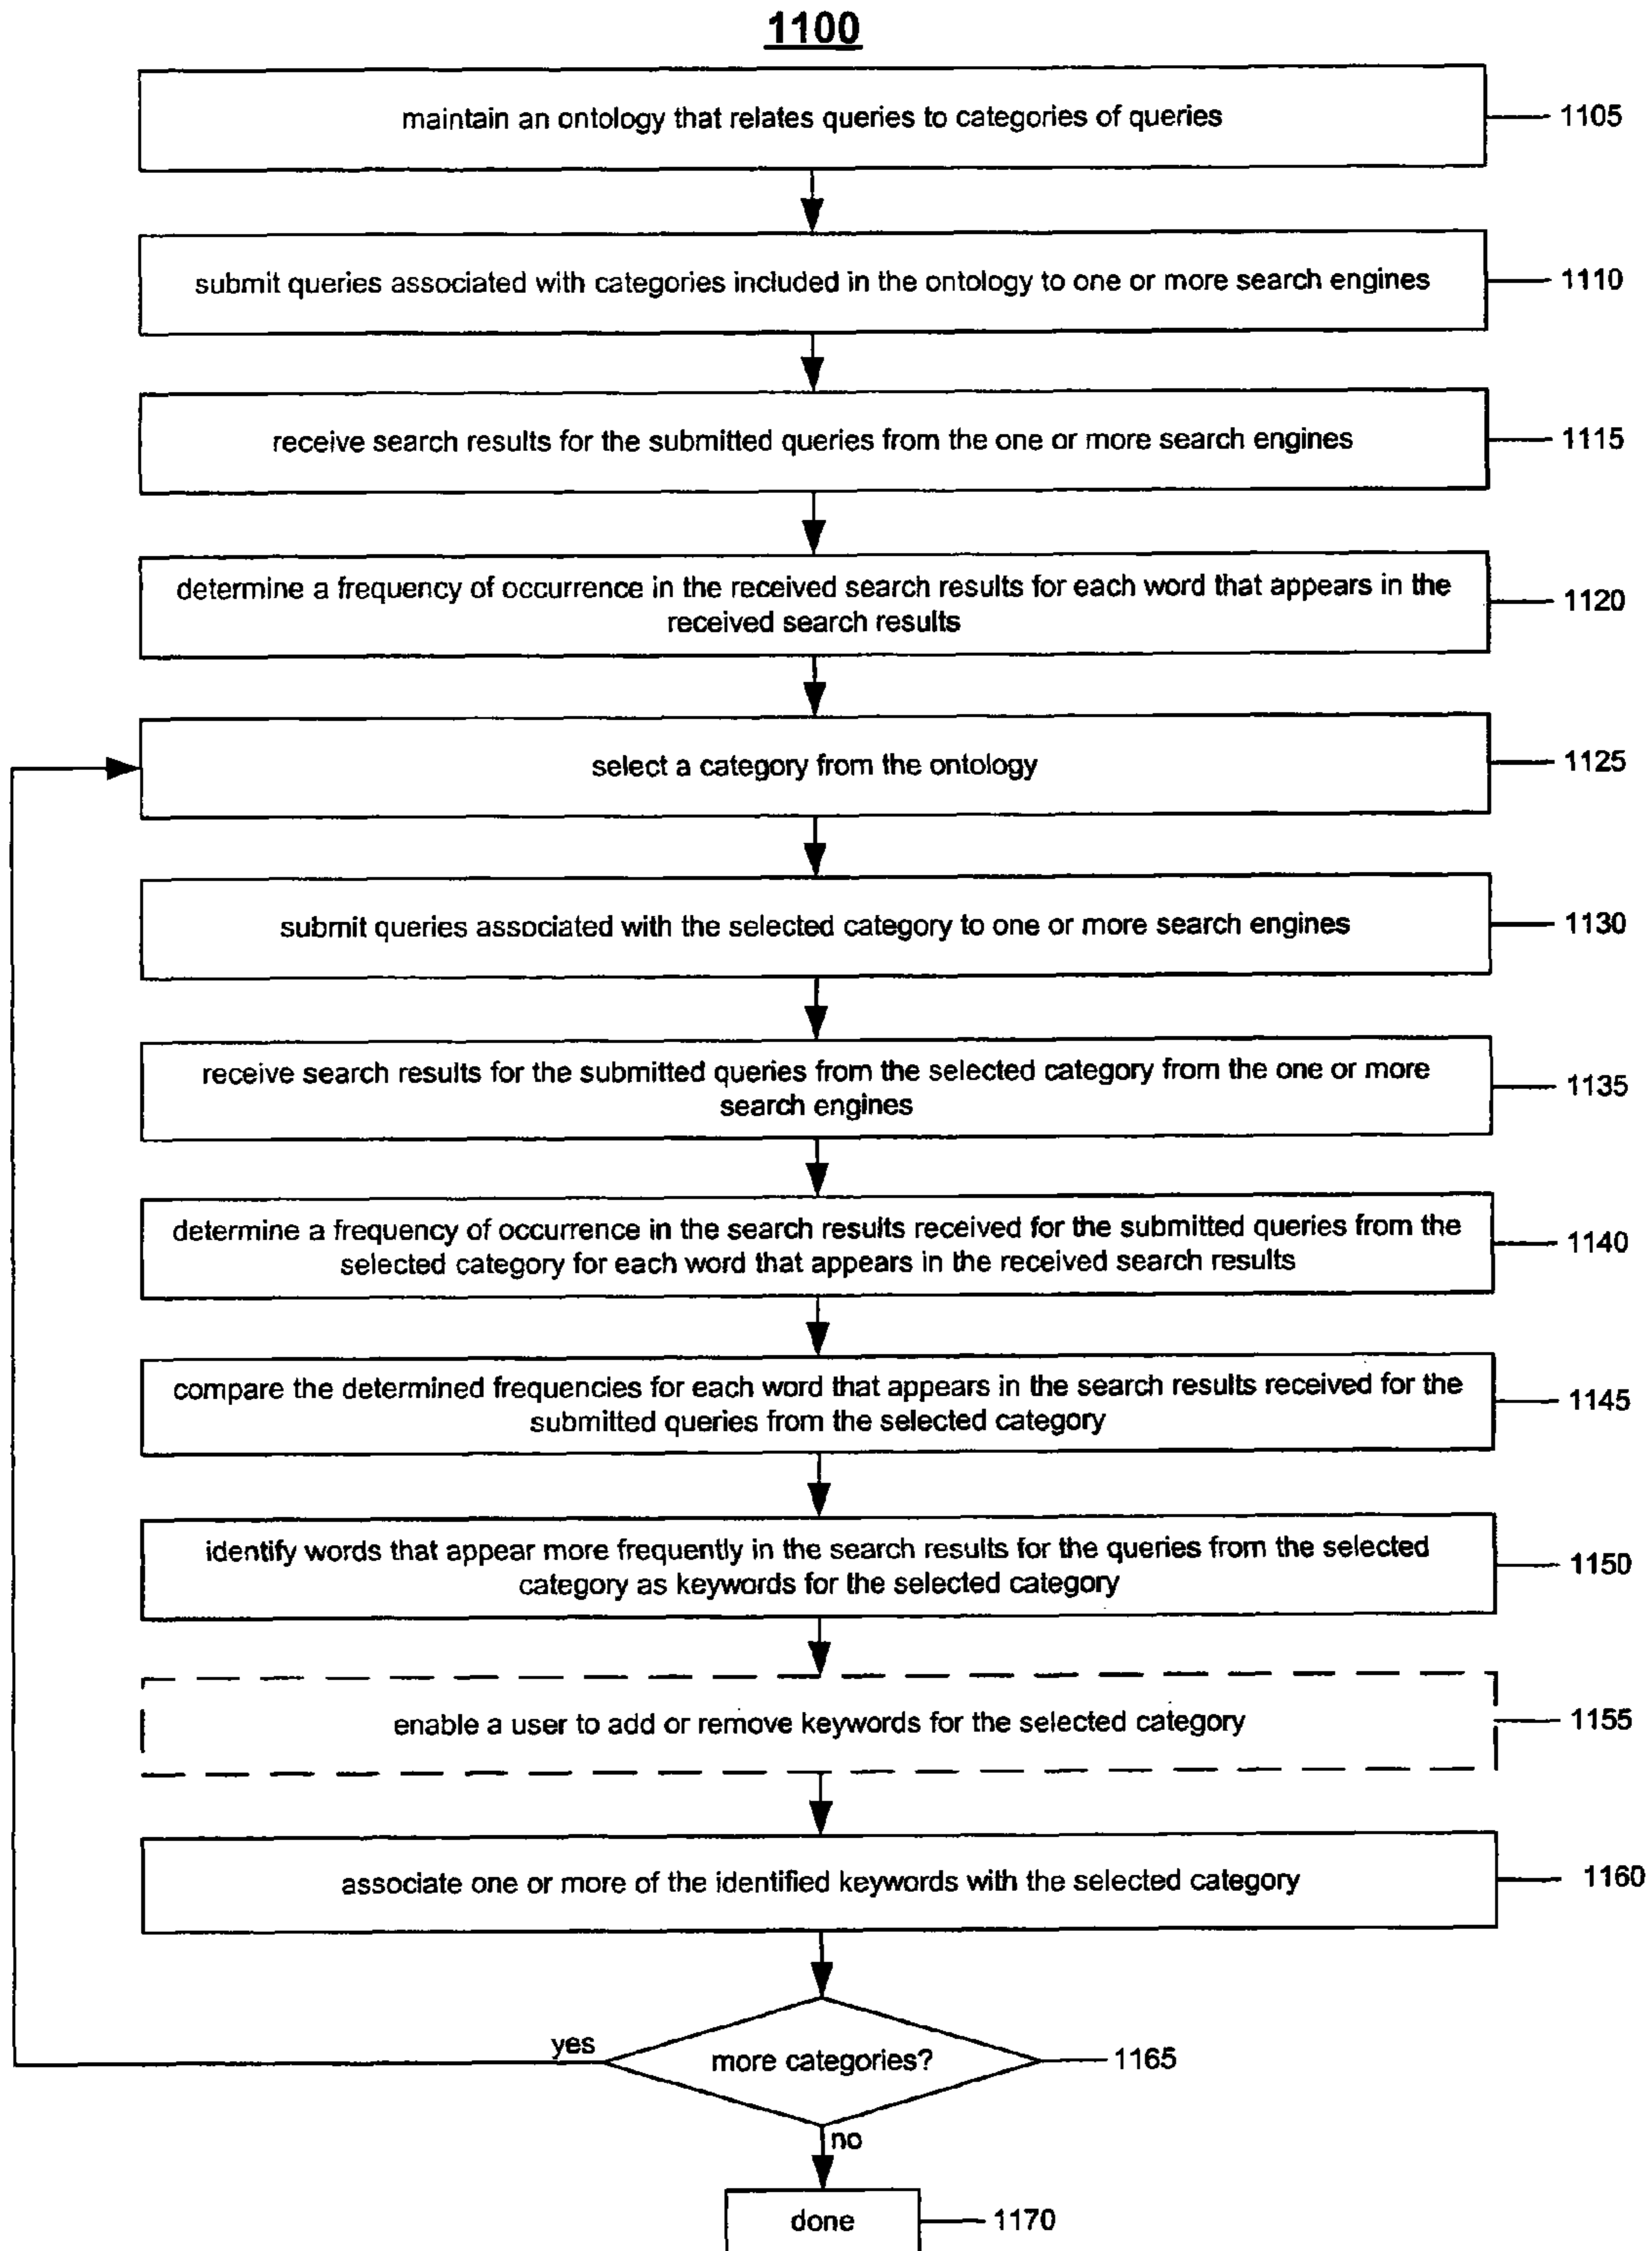 1100
maintain an ontology that relates queries to categories of queries
1105
submit queries associated with categories included in the ontology to one or more search engines
1110
receive search results for the submitted queries from the one or more search engines
1115
determine a frequency of occurrence in the received search results for each word that appears in the
received search results
1120
select a category from the ontology
1125
submit queries associated with the selected category to one or more search engines
1130
receive search results for the submitted queries from the selected category from the one or more
search engines
1135
determine a frequency of occurrence in the search results received for the submitted queries from the
selected category for each word that appears in the received search results
1140
compare the determined frequencies for each word that appears in the search results received for the
submitted queries from the selected category
1145
identify words that appear more frequently in the search results for the queries from the selected
category as keywords for the selected category
1150
enable a user to add or remove keywords for the selected category
1155
associate one or more of the identified keywords with the selected category
1160
yes
more categories?
1165
no
done
1170